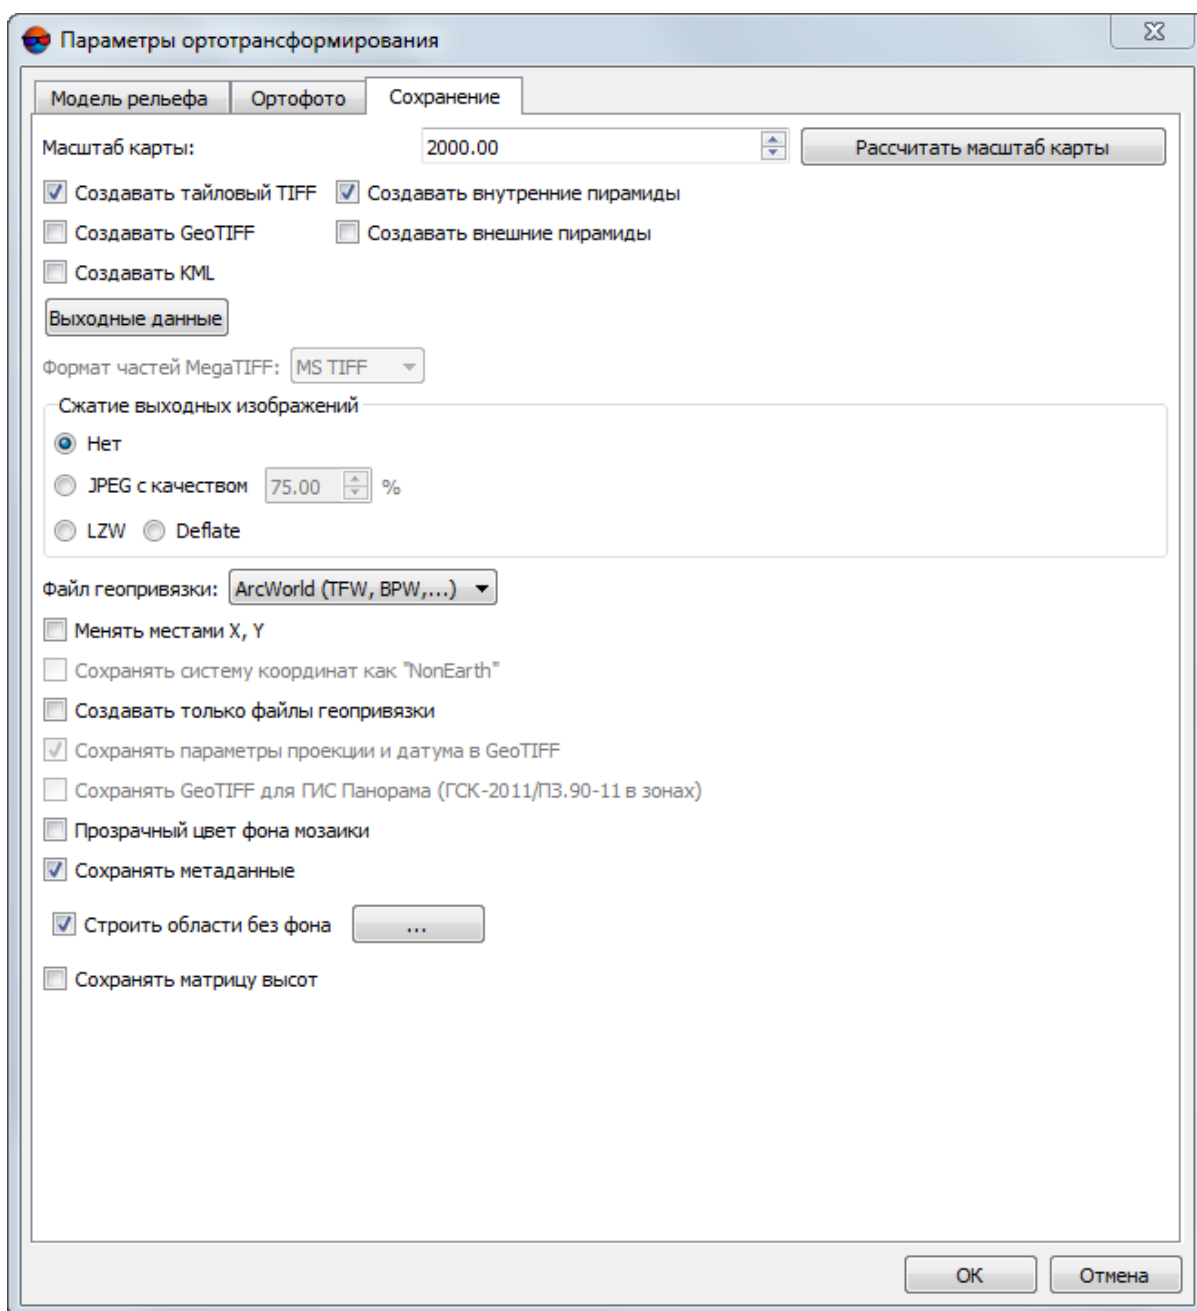 Параметры ортотрансформирования
Модель рельефа Ортофото Сохранение
Масштаб карты: 2000.00 Рассчитать масштаб карты
Создавать тайловый TIFF Создавать внутренние пирамиды
Создавать GeoTIFF Создавать внешние пирамиды
Создавать KML
Выходные данные
Формат частей MegaTIFF: MS TIFF
Сжатие выходных изображений
Нет
JPEG с качеством 75.00 %
LZW Deflate
Файл геопривязки: ArcWorld (TFW, BPW,...)
Менять местами X, Y
Сохранять систему координат как "NonEarth"
Создавать только файлы геопривязки
Сохранять параметры проекции и датума в GeoTIFF
Сохранять GeoTIFF для ГИС Панорама (ГСК-2011/ПЗ.90-11 в зонах)
Прозрачный цвет фона мозаики
Сохранять метаданные
Строить области без фона ...
Сохранять матрицу высот
OK Отмена